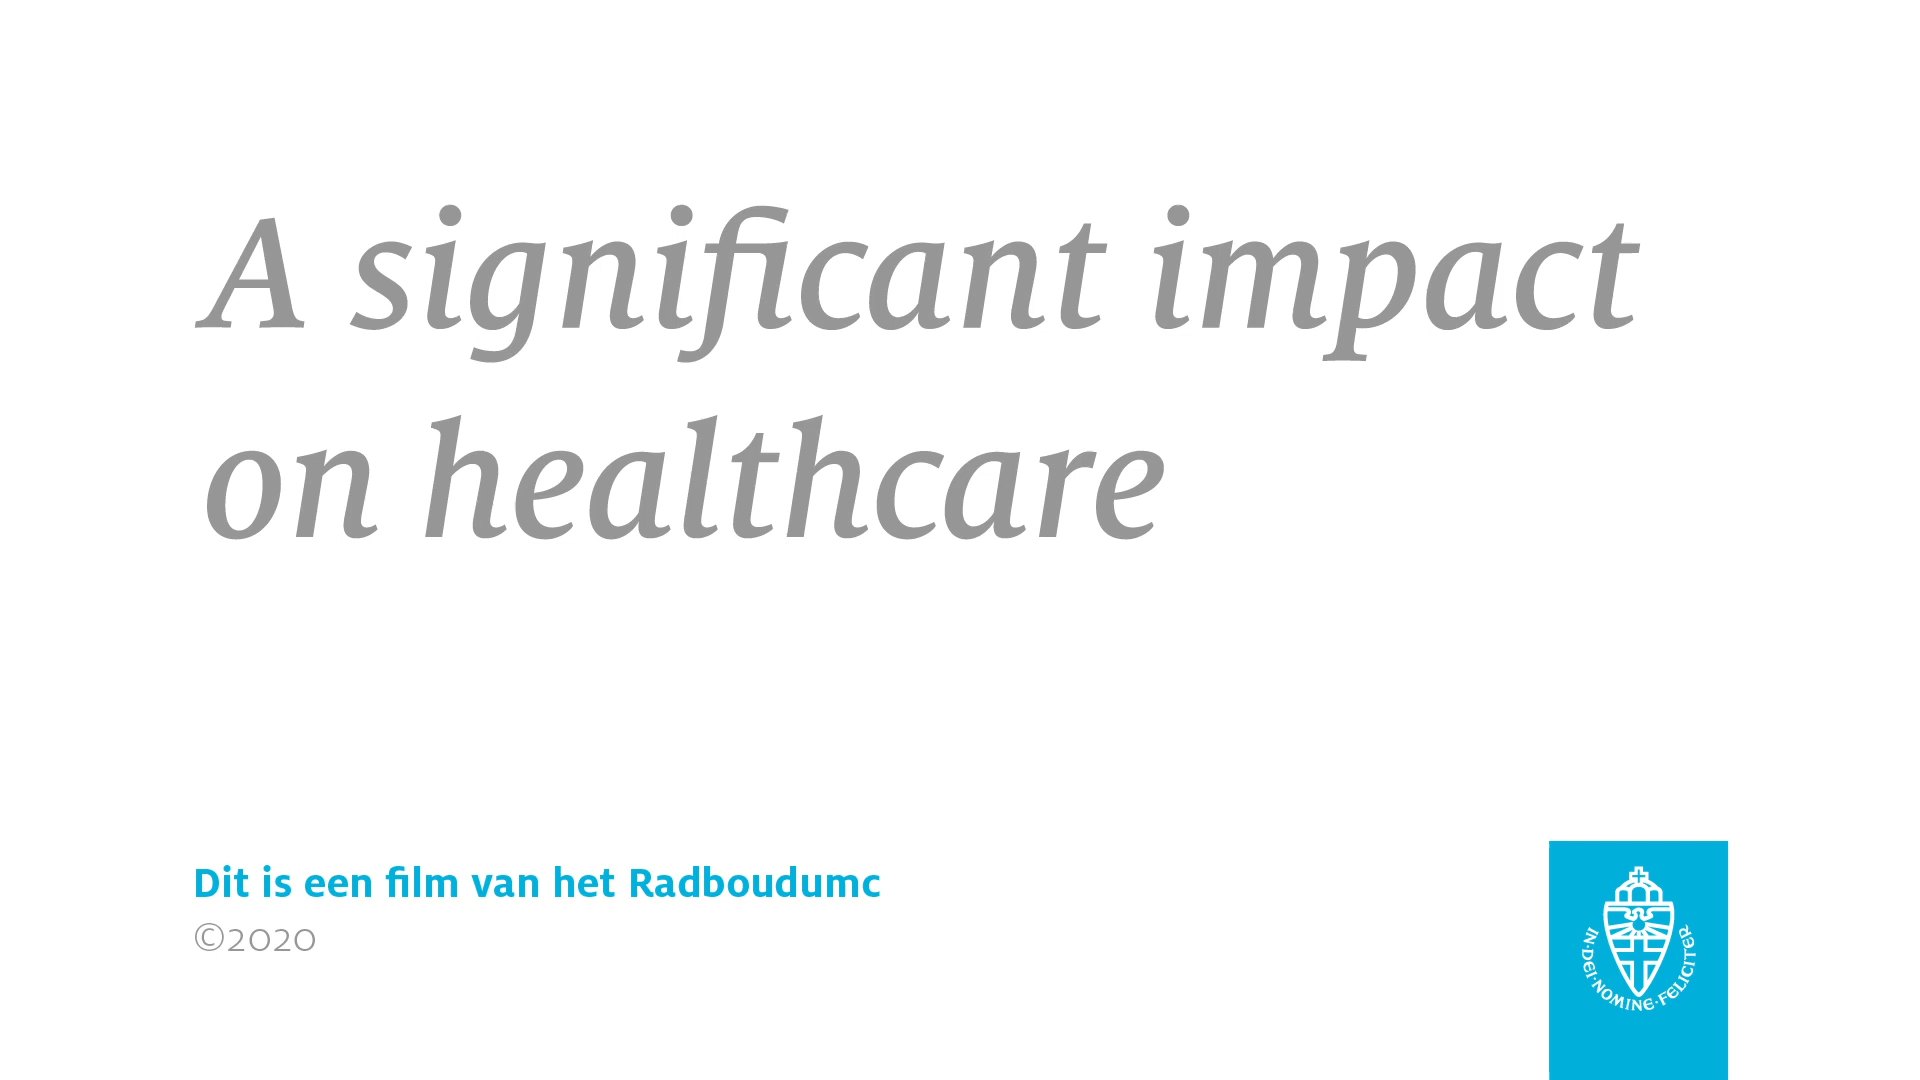 A significant impact
on healthcare
Dit is een film van het Radboudumc
©2020
IN·DEI·NOMINE·FELICITER